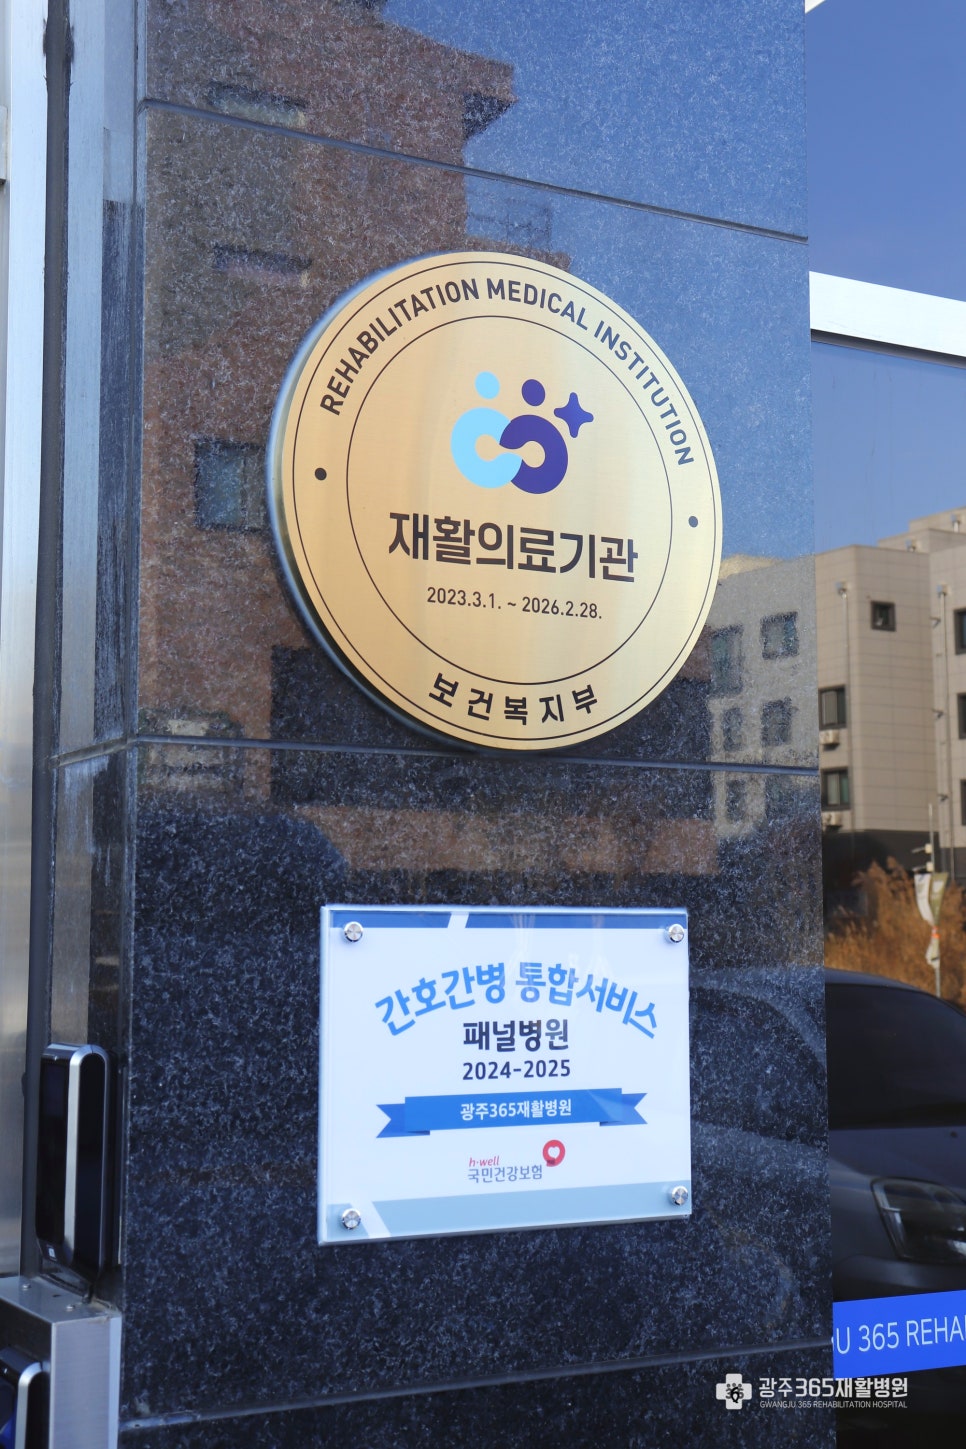 REHABILITATION MEDICAL INSTITUTION
재활의료기관
2023.3.1. ~ 2026.2.28.
보건복지부
간호간병 통합서비스
패널병원
2024-2025
광주365재활병원
h·well
국민건강보험
U 365 REHA
광주365재활병원
GWANGJU 365 REHABILITATION HOSPITAL